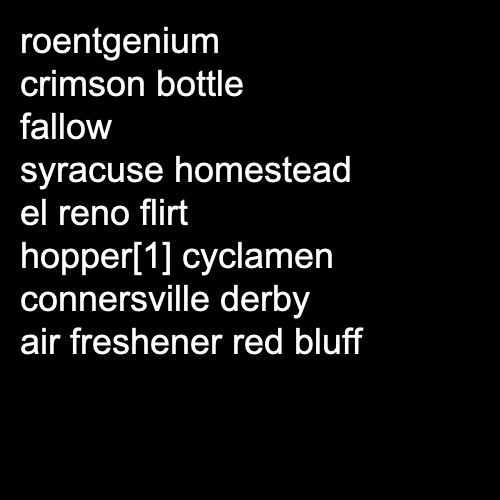 roentgenium
crimson bottle
fallow
syracuse homestead
el reno flirt
hopper[1] cyclamen
connersville derby
air freshener red bluff